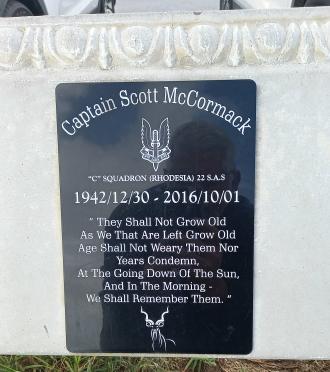 Captain Scott McCormack
"C" SQUADRON (RHODESIA) 22 S.A.S
1942/12/30 - 2016/10/01
" They Shall Not Grow Old
As We That Are Left Grow Old
Age Shall Not Weary Them Nor
Years Condemn,
At The Going Down Of The Sun,
And In The Morning -
We Shall Remember Them. "